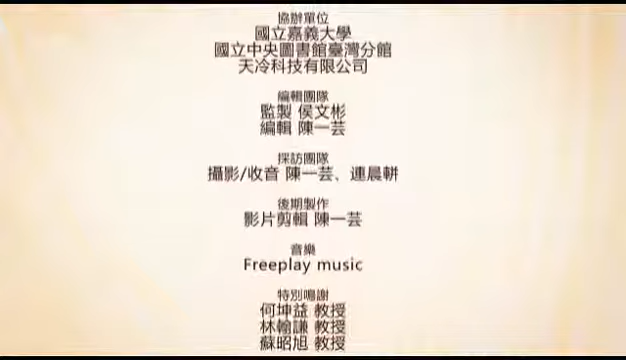 協辦單位
國立嘉義大學
國立中央圖書館臺灣分館
天冷科技有限公司
編輯團隊
監製 侯文彬
編輯 陳一芸
採訪團隊
攝影/收音 陳一芸、連晨輧
後期製作
影片剪輯 陳一芸
音樂
Freeplay music
特別鳴謝
何坤益 教授
林翰謙 教授
蘇昭旭 教授